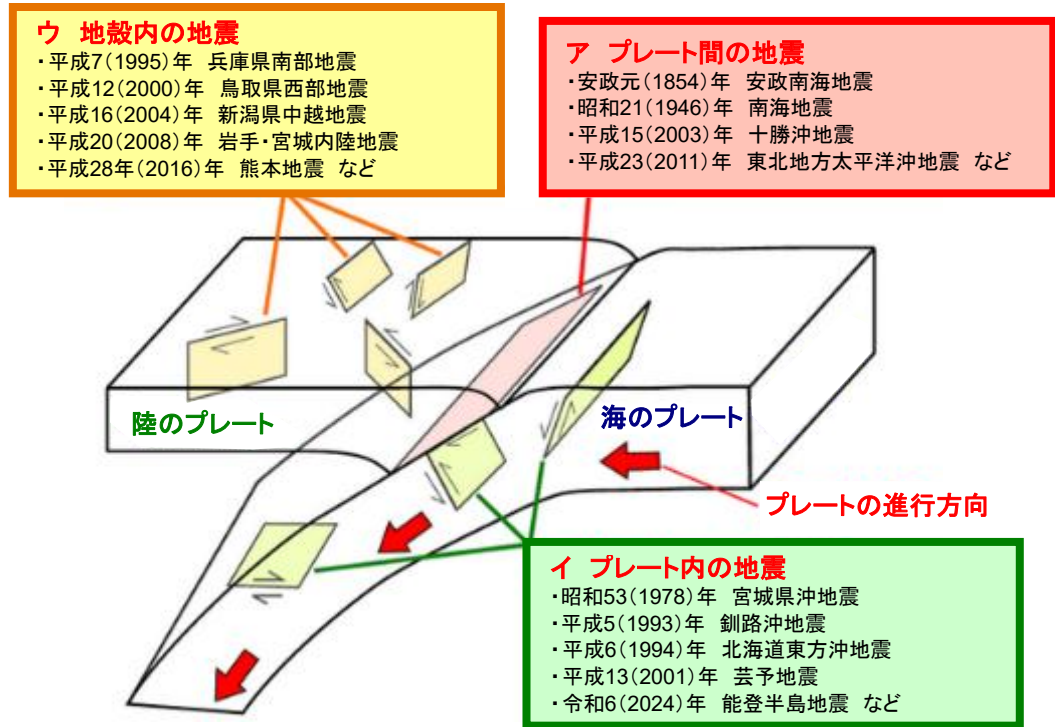 ウ 地殻内の地震
・平成7(1995)年 兵庫県南部地震
・平成12(2000)年 鳥取県西部地震
・平成16(2004)年 新潟県中越地震
・平成20(2008)年 岩手・宮城内陸地震
・平成28年(2016)年 熊本地震 など
ア プレート間の地震
・安政元(1854)年 安政南海地震
・昭和21(1946)年 南海地震
・平成15(2003)年 十勝沖地震
・平成23(2011)年 東北地方太平洋沖地震 など
陸のプレート
海のプレート
プレートの進行方向
イ プレート内の地震
・昭和53(1978)年 宮城県沖地震
・平成5(1993)年 釧路沖地震
・平成6(1994)年 北海道東方沖地震
・平成13(2001)年 芸予地震
・令和6(2024)年 能登半島地震 など